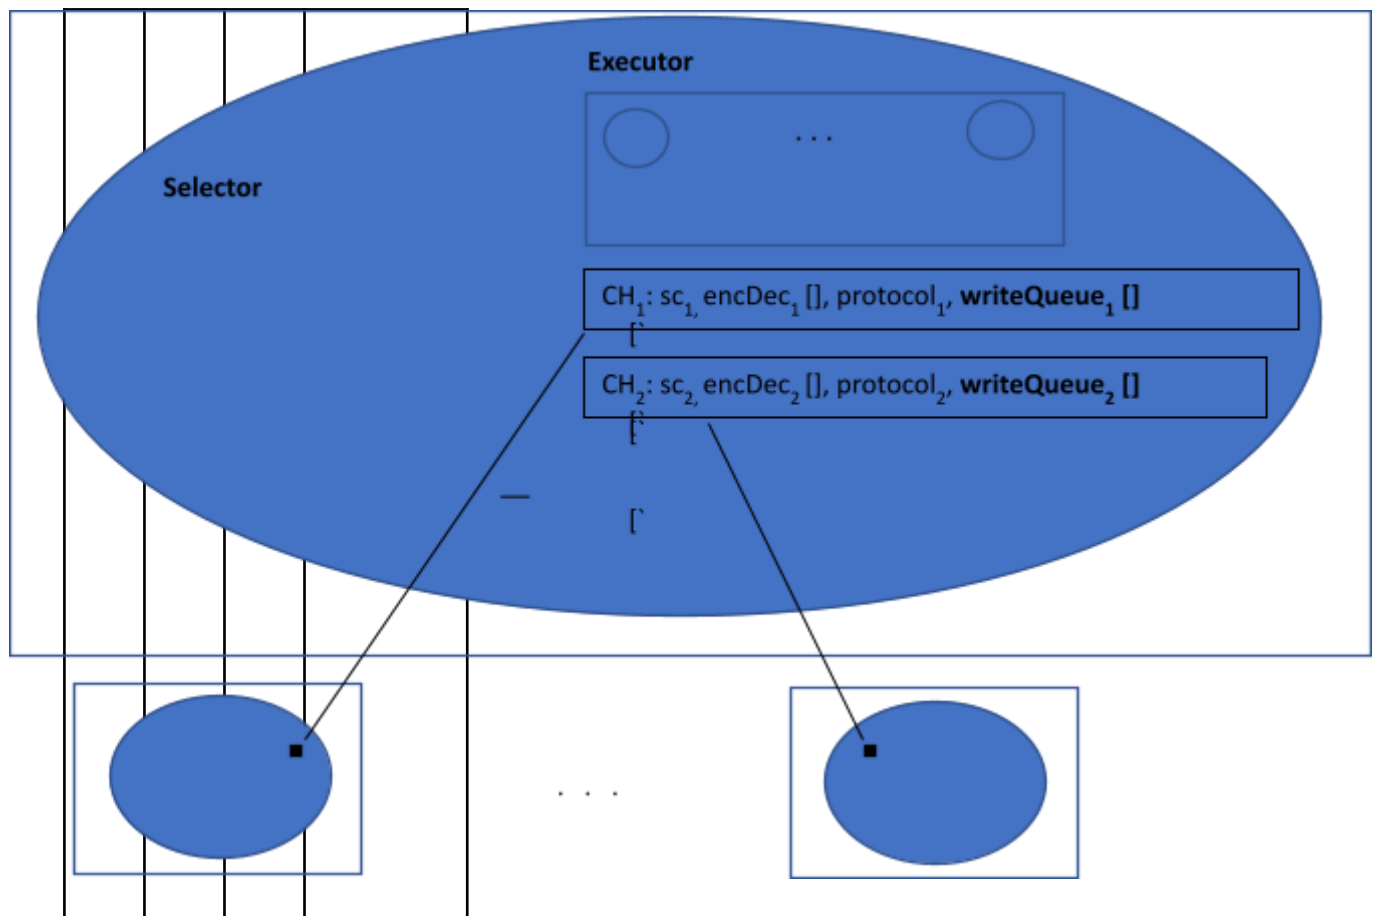 Executor
. . .
Selector
CH1: sc1, encDec1 [], protocol1, writeQueue1 []
[`
CH2: sc2, encDec2 [], protocol2, writeQueue2 []
[`
[`
. . .